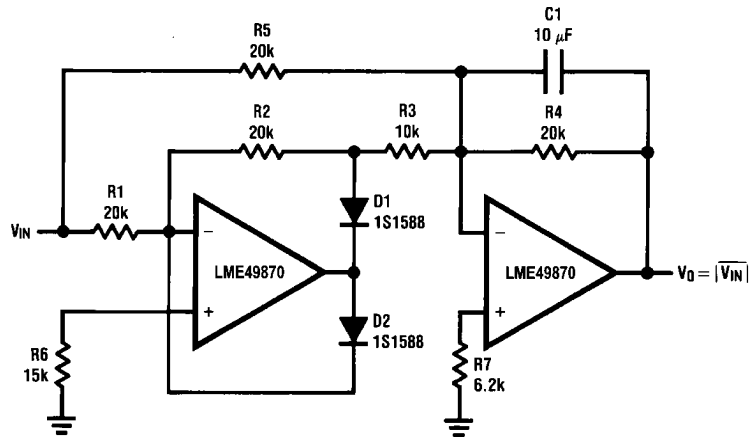 C1
10 μF
R5
20k
R2
20k
R3
10k
R4
20k
R1
20k
VIN
D1
1S1588
−
LME49870
+
−
LME49870
+
VO = |VIN|
D2
1S1588
R6
15k
R7
6.2k